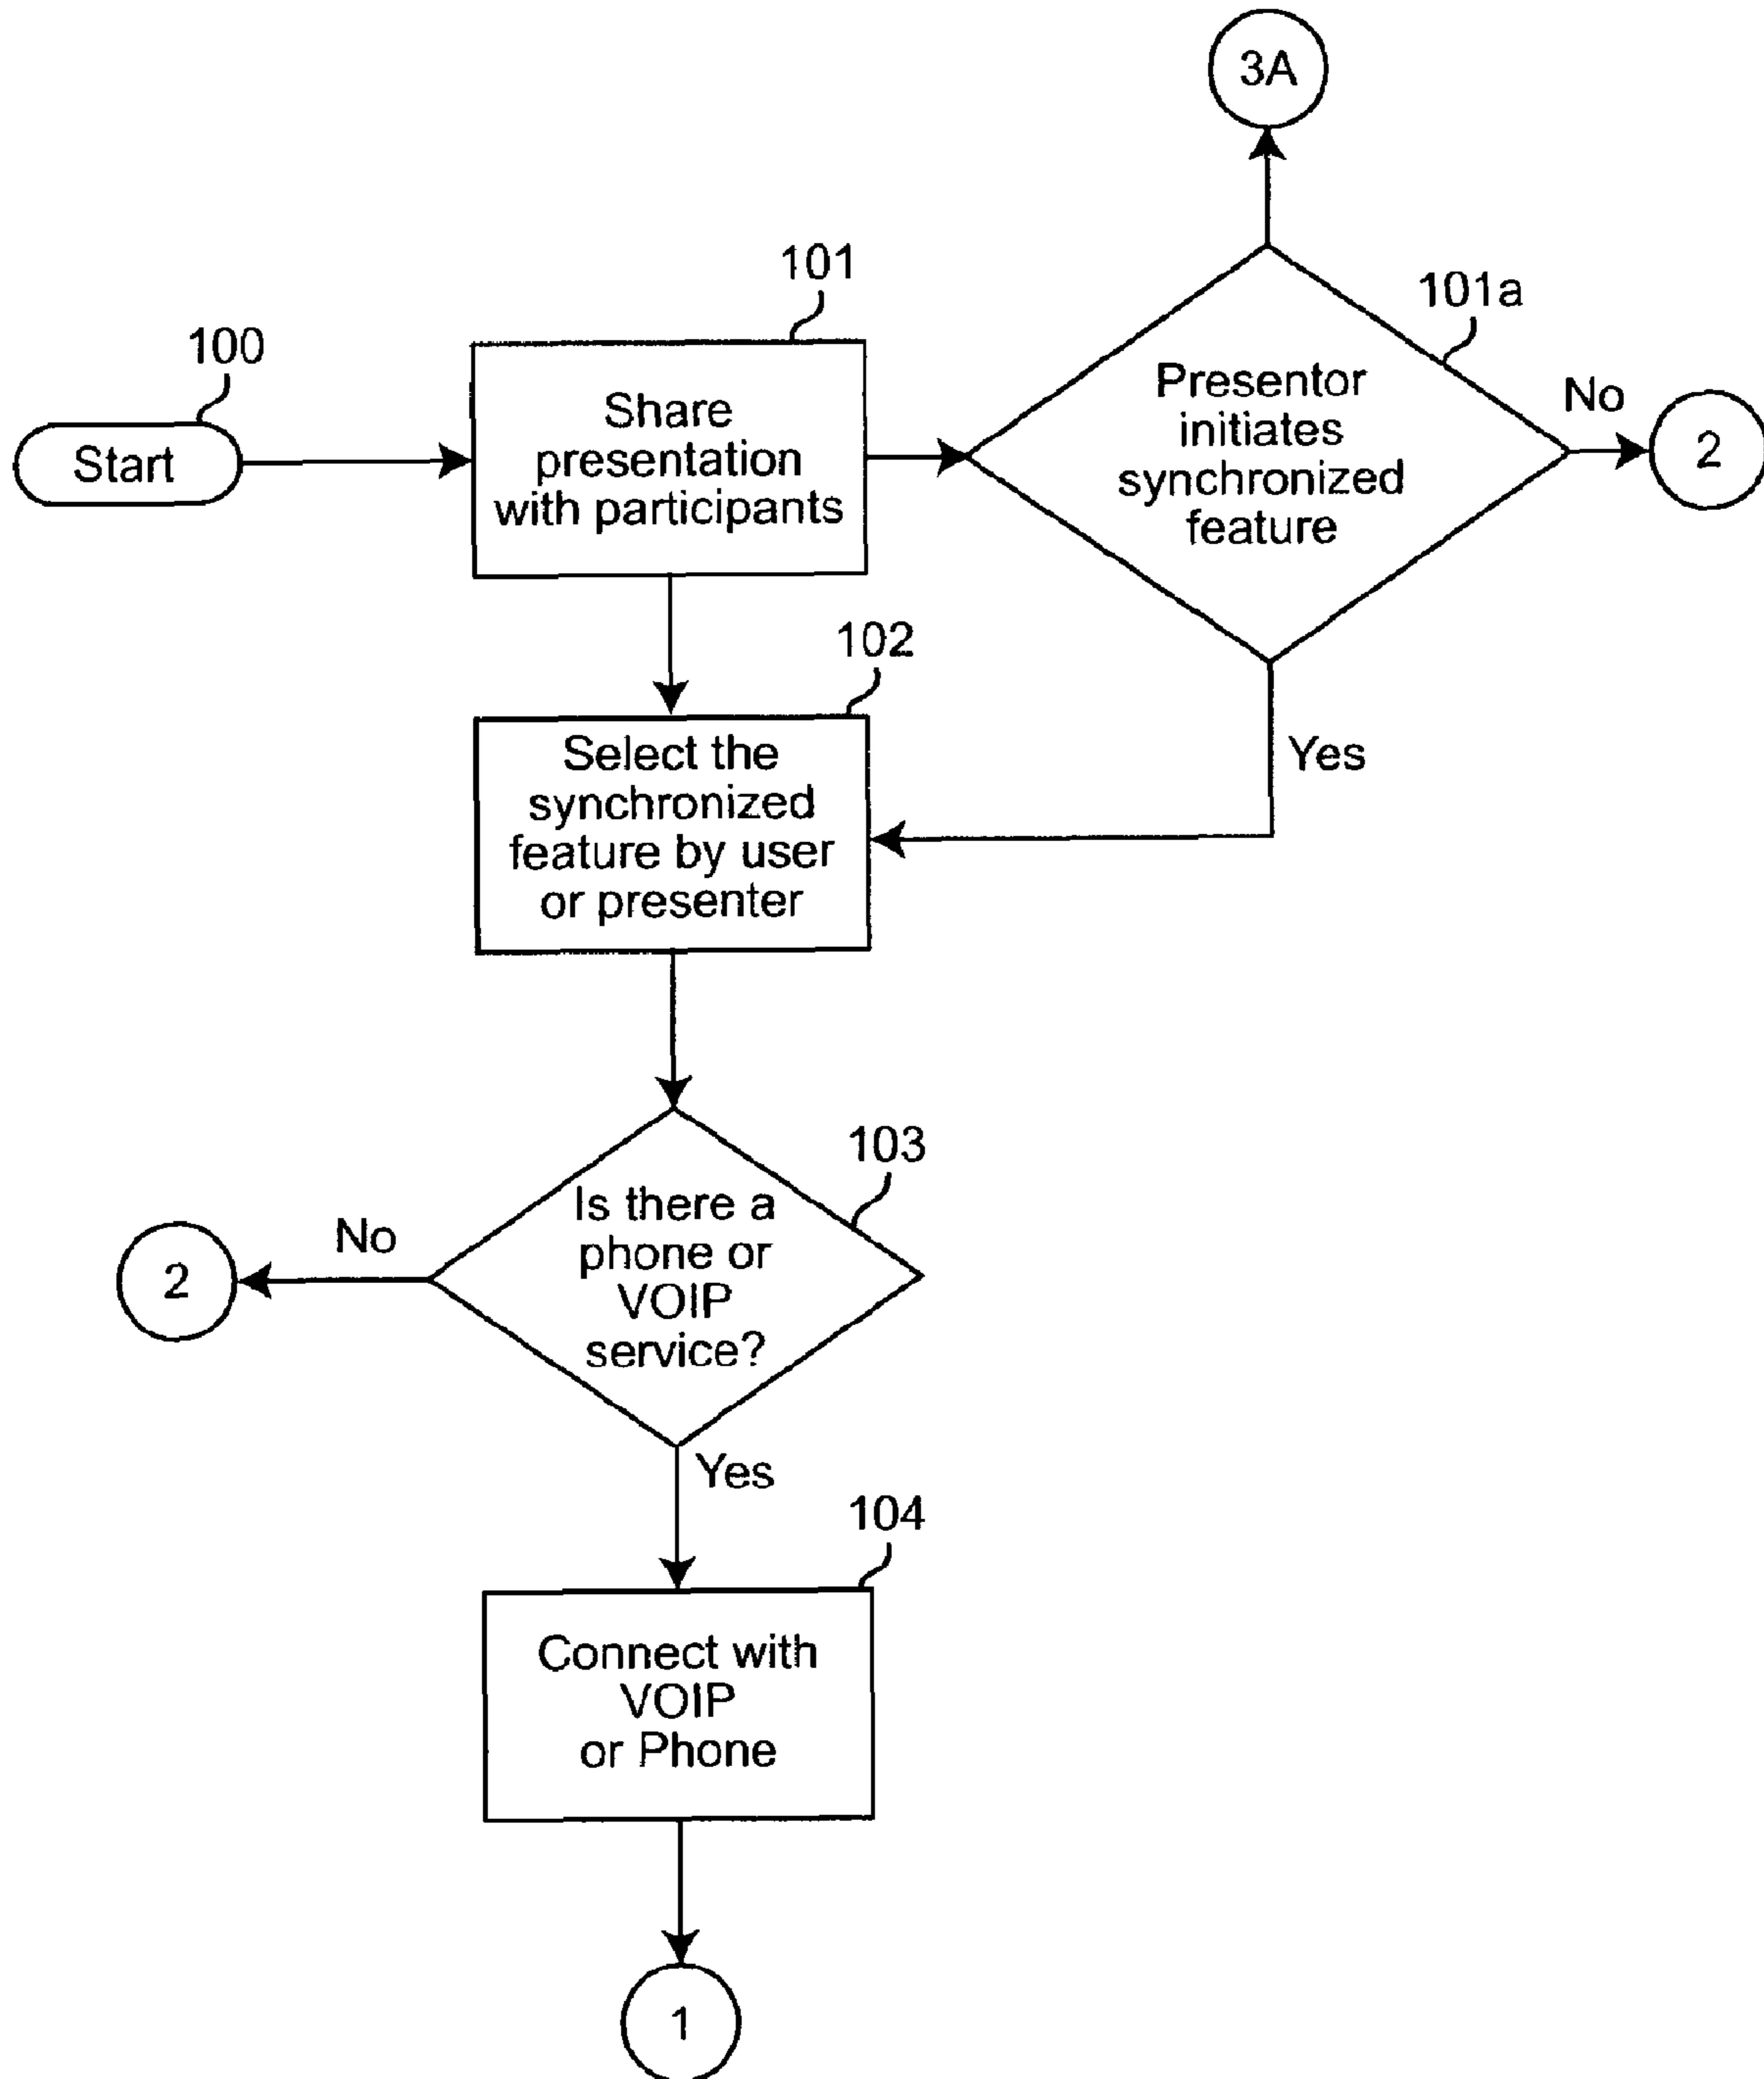 3A
101
101a
100
Start
Share
presentation
with participants
Presentor
initiates
synchronized
feature
No
2
102
Select the
synchronized
feature by user
or presenter
Yes
103
Is there a
phone or
VOIP
service?
No
2
Yes
104
Connect with
VOIP
or Phone
1